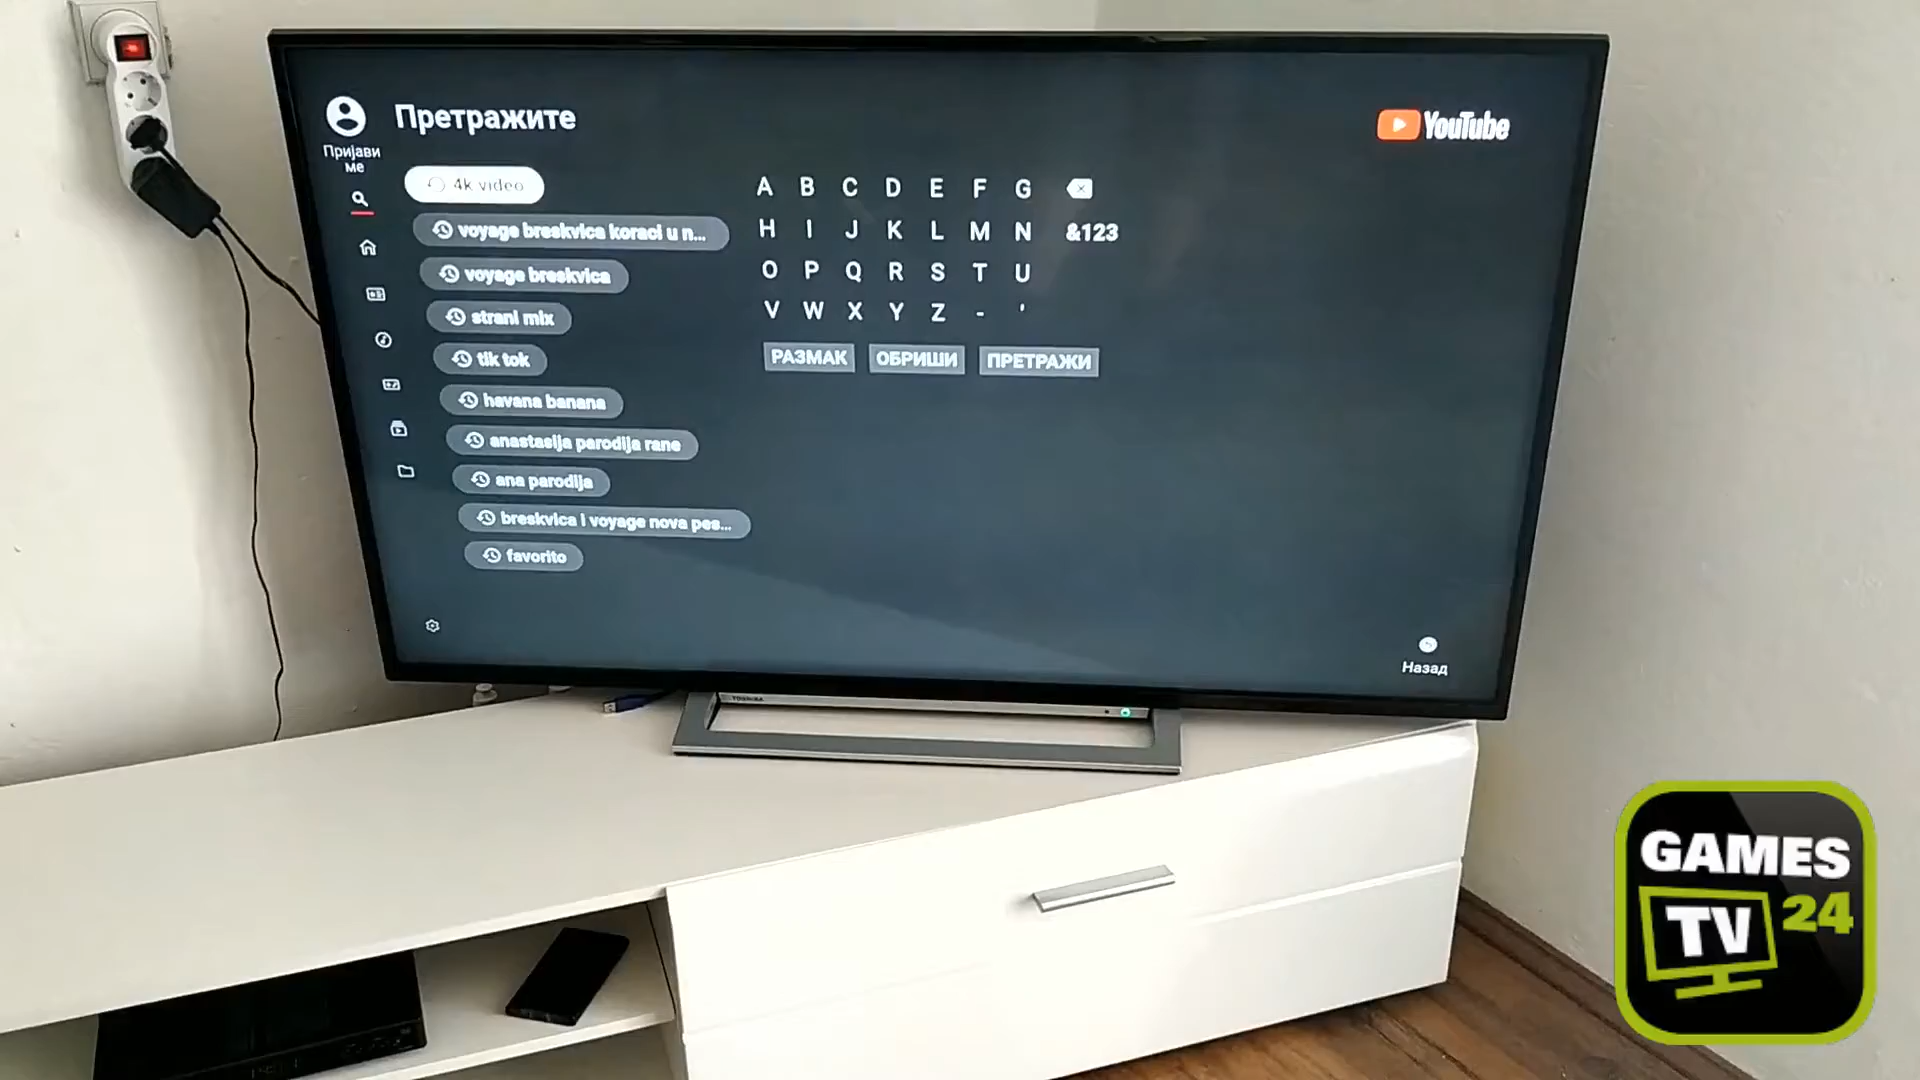 Претражите
YouTube
Пријави
ме
4k video
voyage breskvica koraci u n...
voyage breskvica
strani mix
tik tok
havana banana
anastasija parodija rane
ana parodija
breskvica i voyage nova pes...
favorito
A B C D E F G
H I J K L M N &123
O P Q R S T U
V W X Y Z - '
РАЗМАК ОБРИШИ ПРЕТРАЖИ
Назад
TOSHIBA
GAMES
TV 24